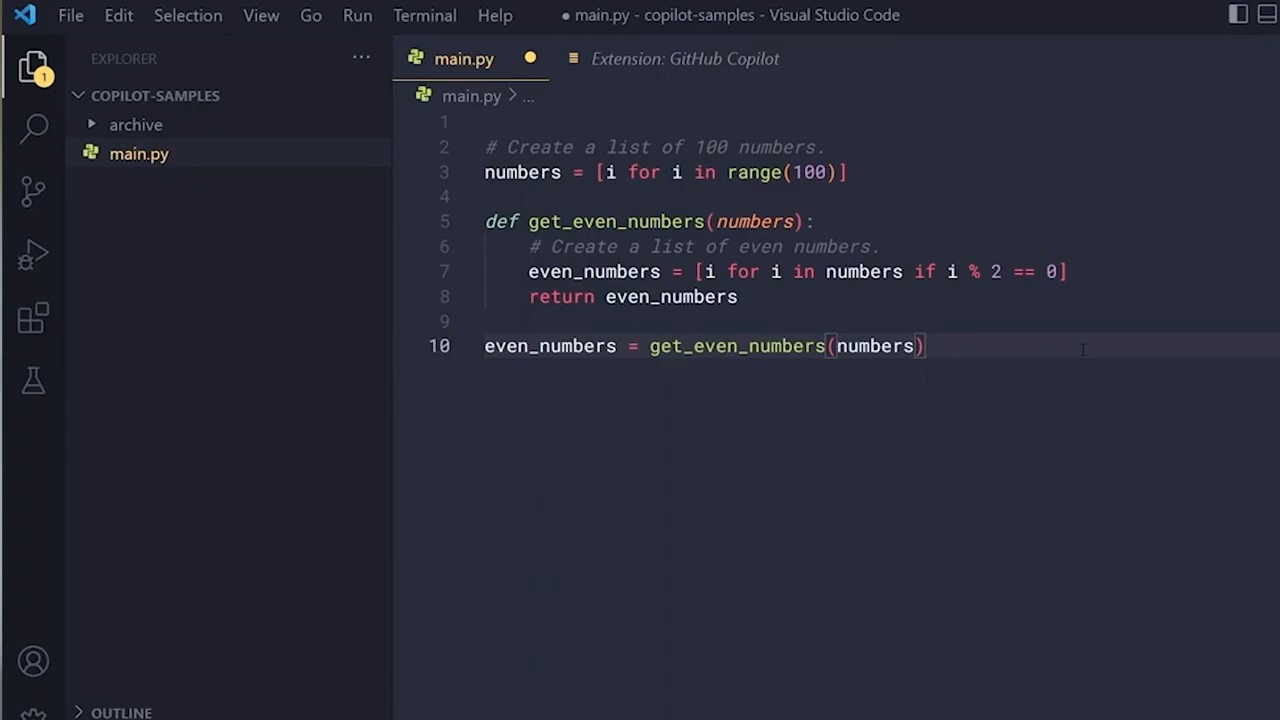 File Edit Selection View Go Run Terminal Help ● main.py - copilot-samples - Visual Studio Code
1
EXPLORER ...
COPILOT-SAMPLES
archive
main.py
OUTLINE
main.py Extension: GitHub Copilot
main.py > ...
1
2 # Create a list of 100 numbers.
3 numbers = [i for i in range(100)]
4
5 def get_even_numbers(numbers):
6 # Create a list of even numbers.
7 even_numbers = [i for i in numbers if i % 2 == 0]
8 return even_numbers
9
10 even_numbers = get_even_numbers(numbers)